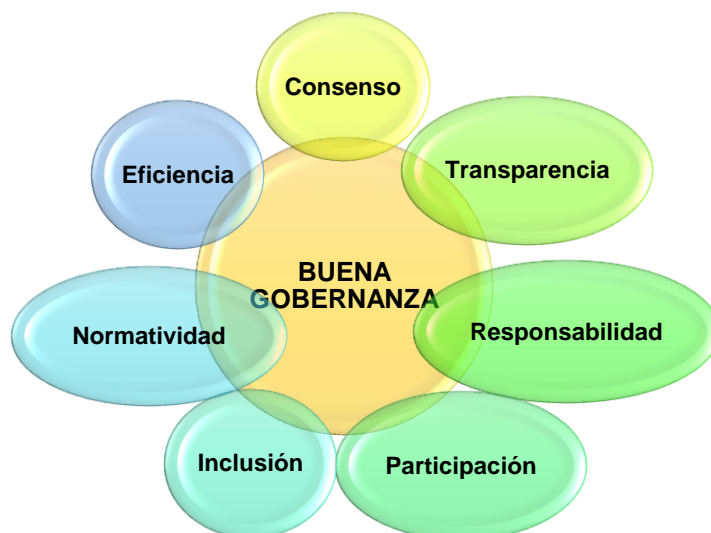 Consenso
Transparencia
Eficiencia
BUENA
GOBERNANZA
Responsabilidad
Normatividad
Inclusión
Participación